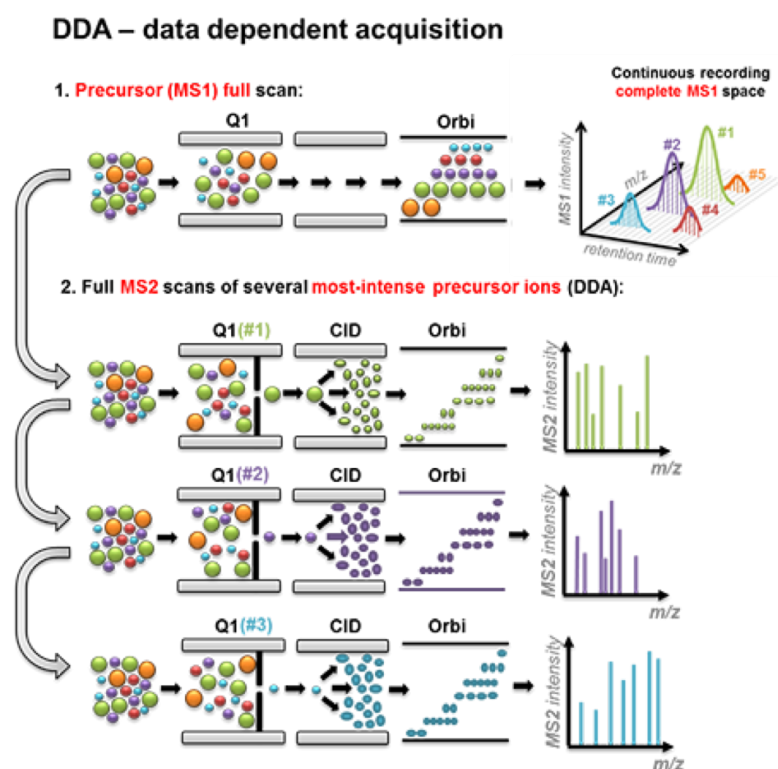 DDA – data dependent acquisition
1. Precursor (MS1) full scan:
Continuous recording
complete MS1 space
Q1
Orbi
MS1 intensity
m/z
retention time
#1
#2
#3
#4
#5
2. Full MS2 scans of several most-intense precursor ions (DDA):
Q1(#1)
CID
Orbi
MS2 intensity
m/z
Q1(#2)
CID
Orbi
MS2 intensity
m/z
Q1(#3)
CID
Orbi
MS2 intensity
m/z